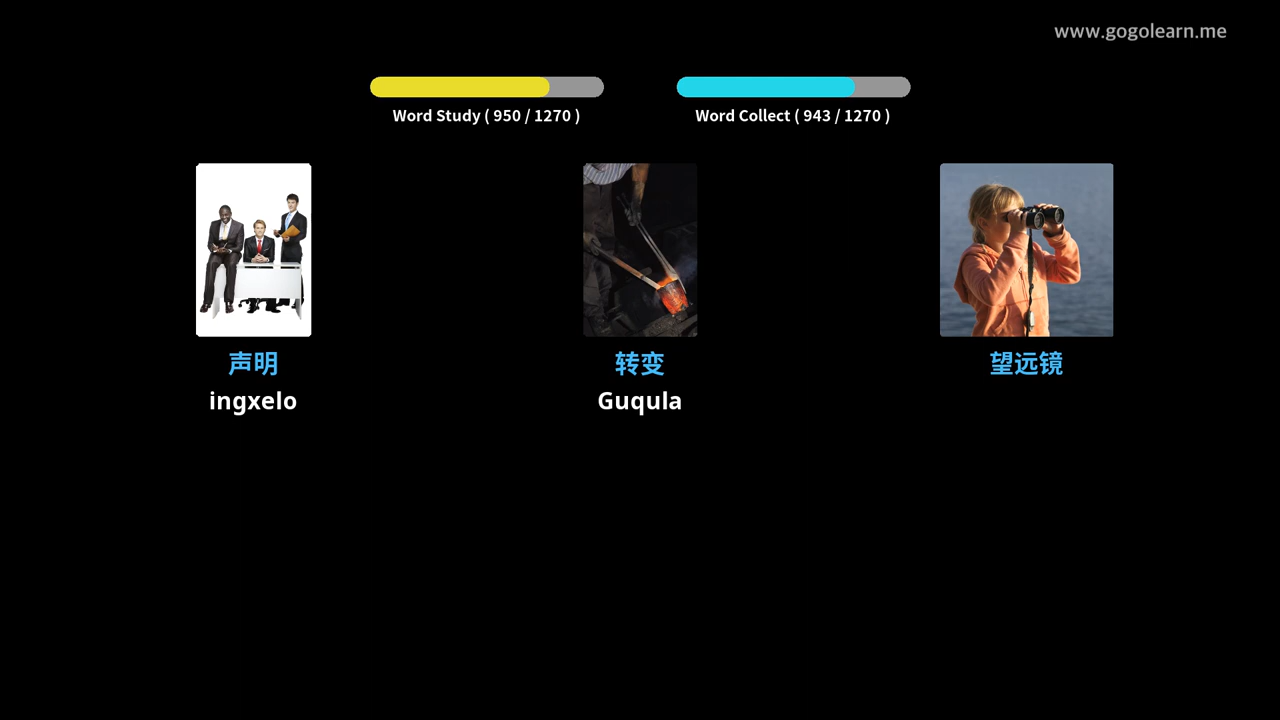 www.gogolearn.me
Word Study ( 950 / 1270 )
Word Collect ( 943 / 1270 )
声明
转变
望远镜
ingxelo
Guqula